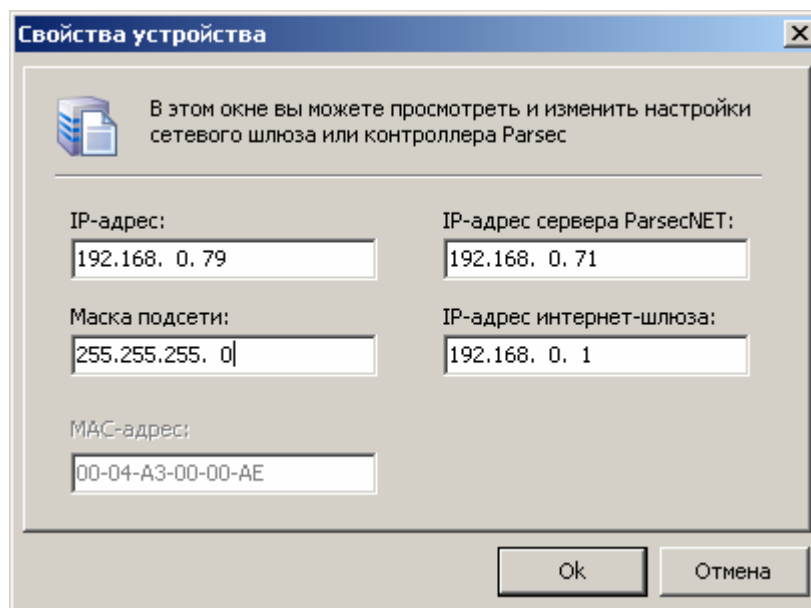 Свойства устройства
В этом окне вы можете просмотреть и изменить настройки
сетевого шлюза или контроллера Parsec
IP-адрес:
192.168. 0. 79
IP-адрес сервера ParsecNET:
192.168. 0. 71
Маска подсети:
255.255.255. 0
IP-адрес интернет-шлюза:
192.168. 0. 1
MAC-адрес:
00-04-A3-00-00-AE
Ok
Отмена